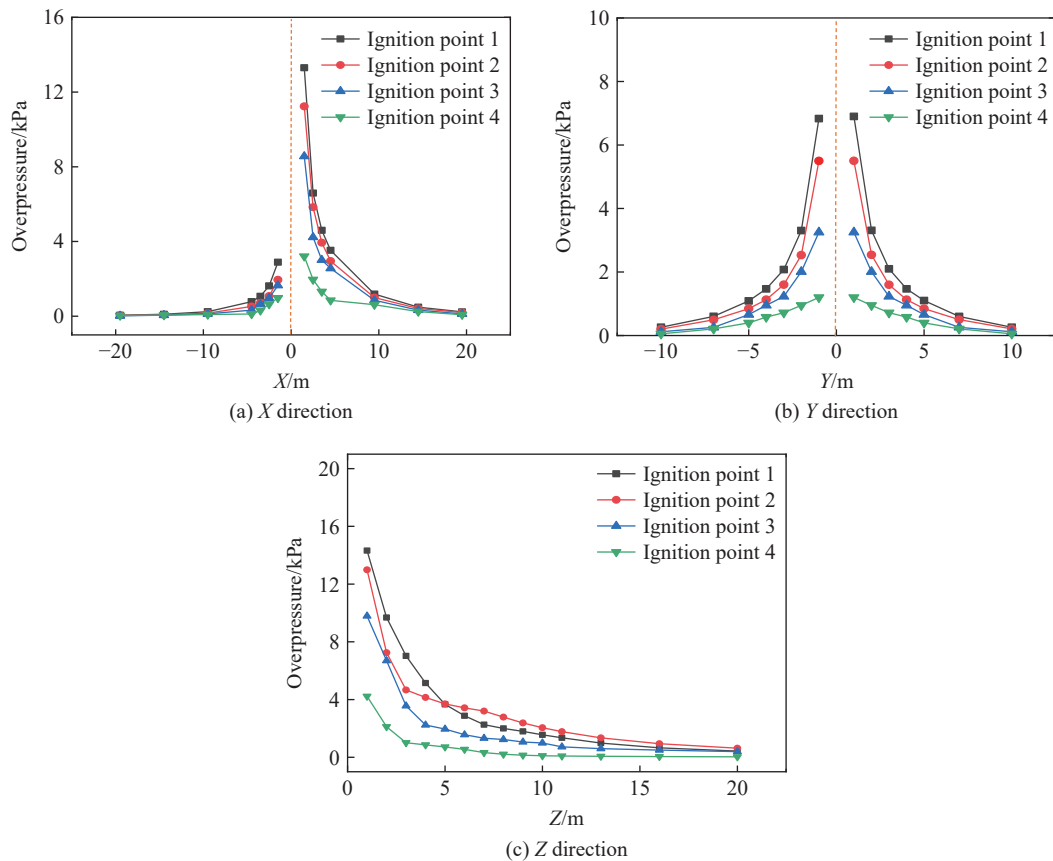 16
12
8
4
0
Overpressure/kPa
Ignition point 1
Ignition point 2
Ignition point 3
Ignition point 4
−20
−10
0
10
20
X/m
(a) X direction
10
8
6
4
2
0
Overpressure/kPa
Ignition point 1
Ignition point 2
Ignition point 3
Ignition point 4
−10
−5
0
5
10
Y/m
(b) Y direction
20
16
12
8
4
0
Overpressure/kPa
Ignition point 1
Ignition point 2
Ignition point 3
Ignition point 4
0
5
10
15
20
Z/m
(c) Z direction